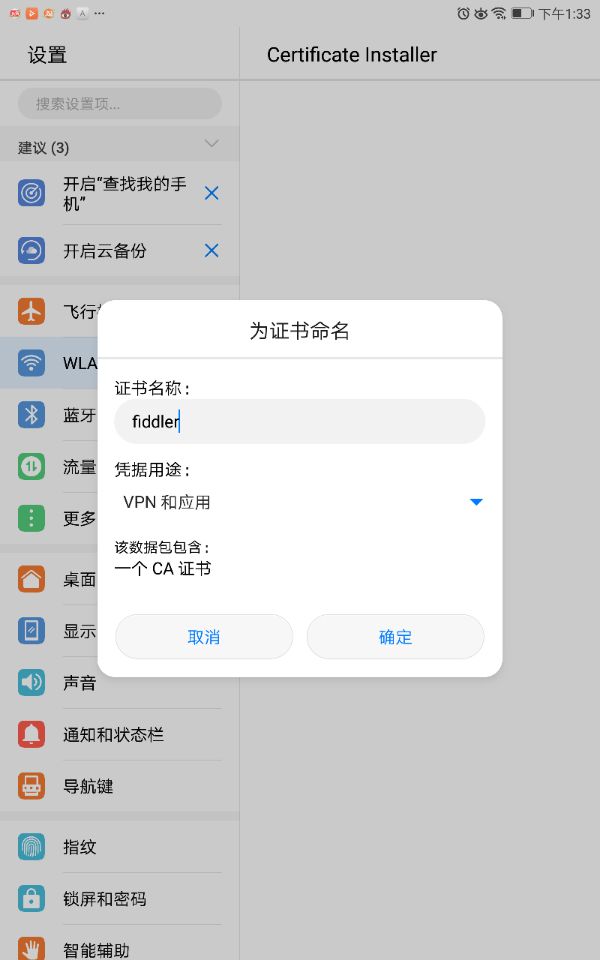 下午1:33
设置
Certificate Installer
搜索设置项...
建议 (3)
开启“查找我的手
机”
开启云备份
飞行
WLA
蓝牙
流量
更多
桌面
显示
声音
通知和状态栏
导航键
指纹
锁屏和密码
智能辅助
为证书命名
证书名称：
fiddler
凭据用途：
VPN 和应用
该数据包包含：
一个 CA 证书
取消
确定